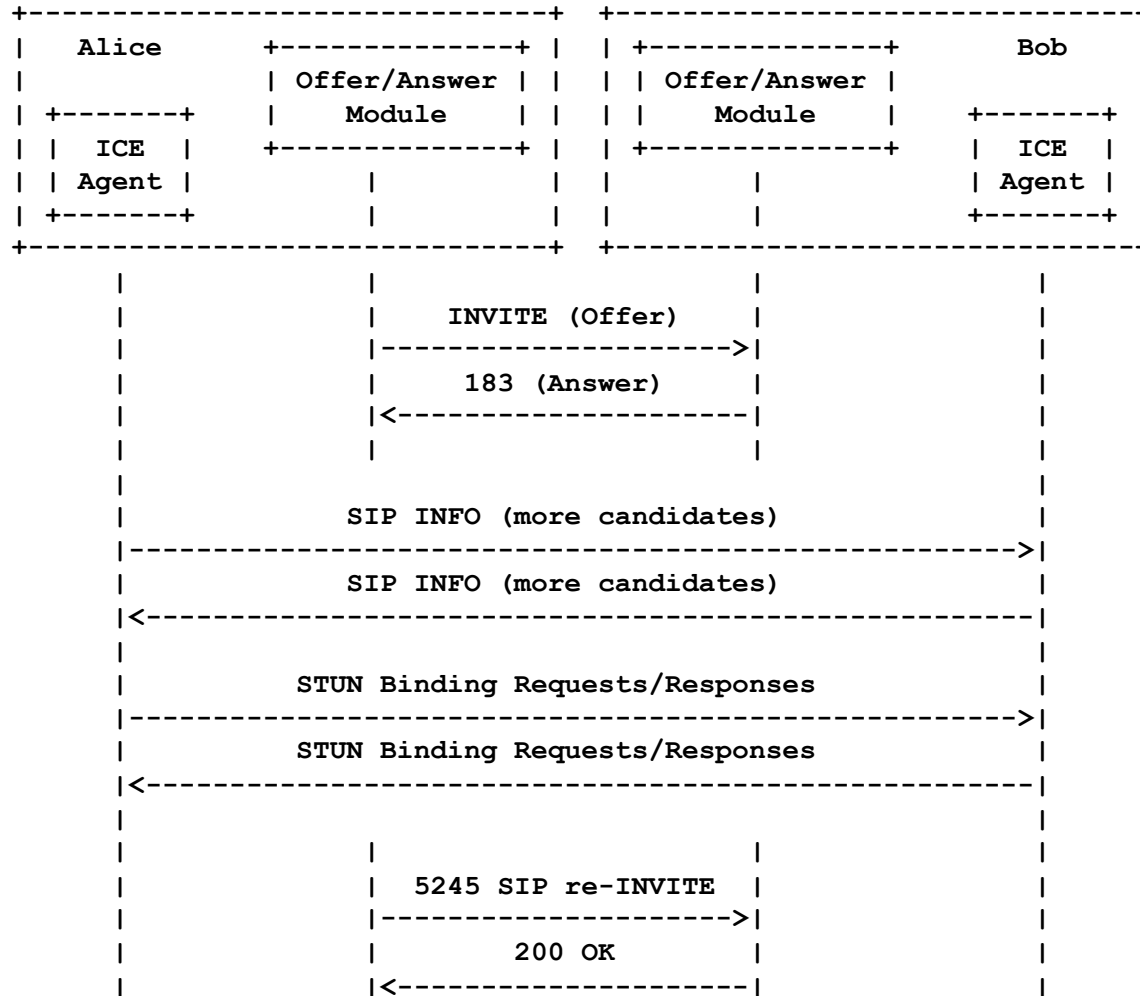 Alice Bob
Offer/Answer Offer/Answer
Module Module
ICE ICE
Agent Agent
INVITE (Offer)
183 (Answer)
SIP INFO (more candidates)
SIP INFO (more candidates)
STUN Binding Requests/Responses
STUN Binding Requests/Responses
5245 SIP re-INVITE
200 OK